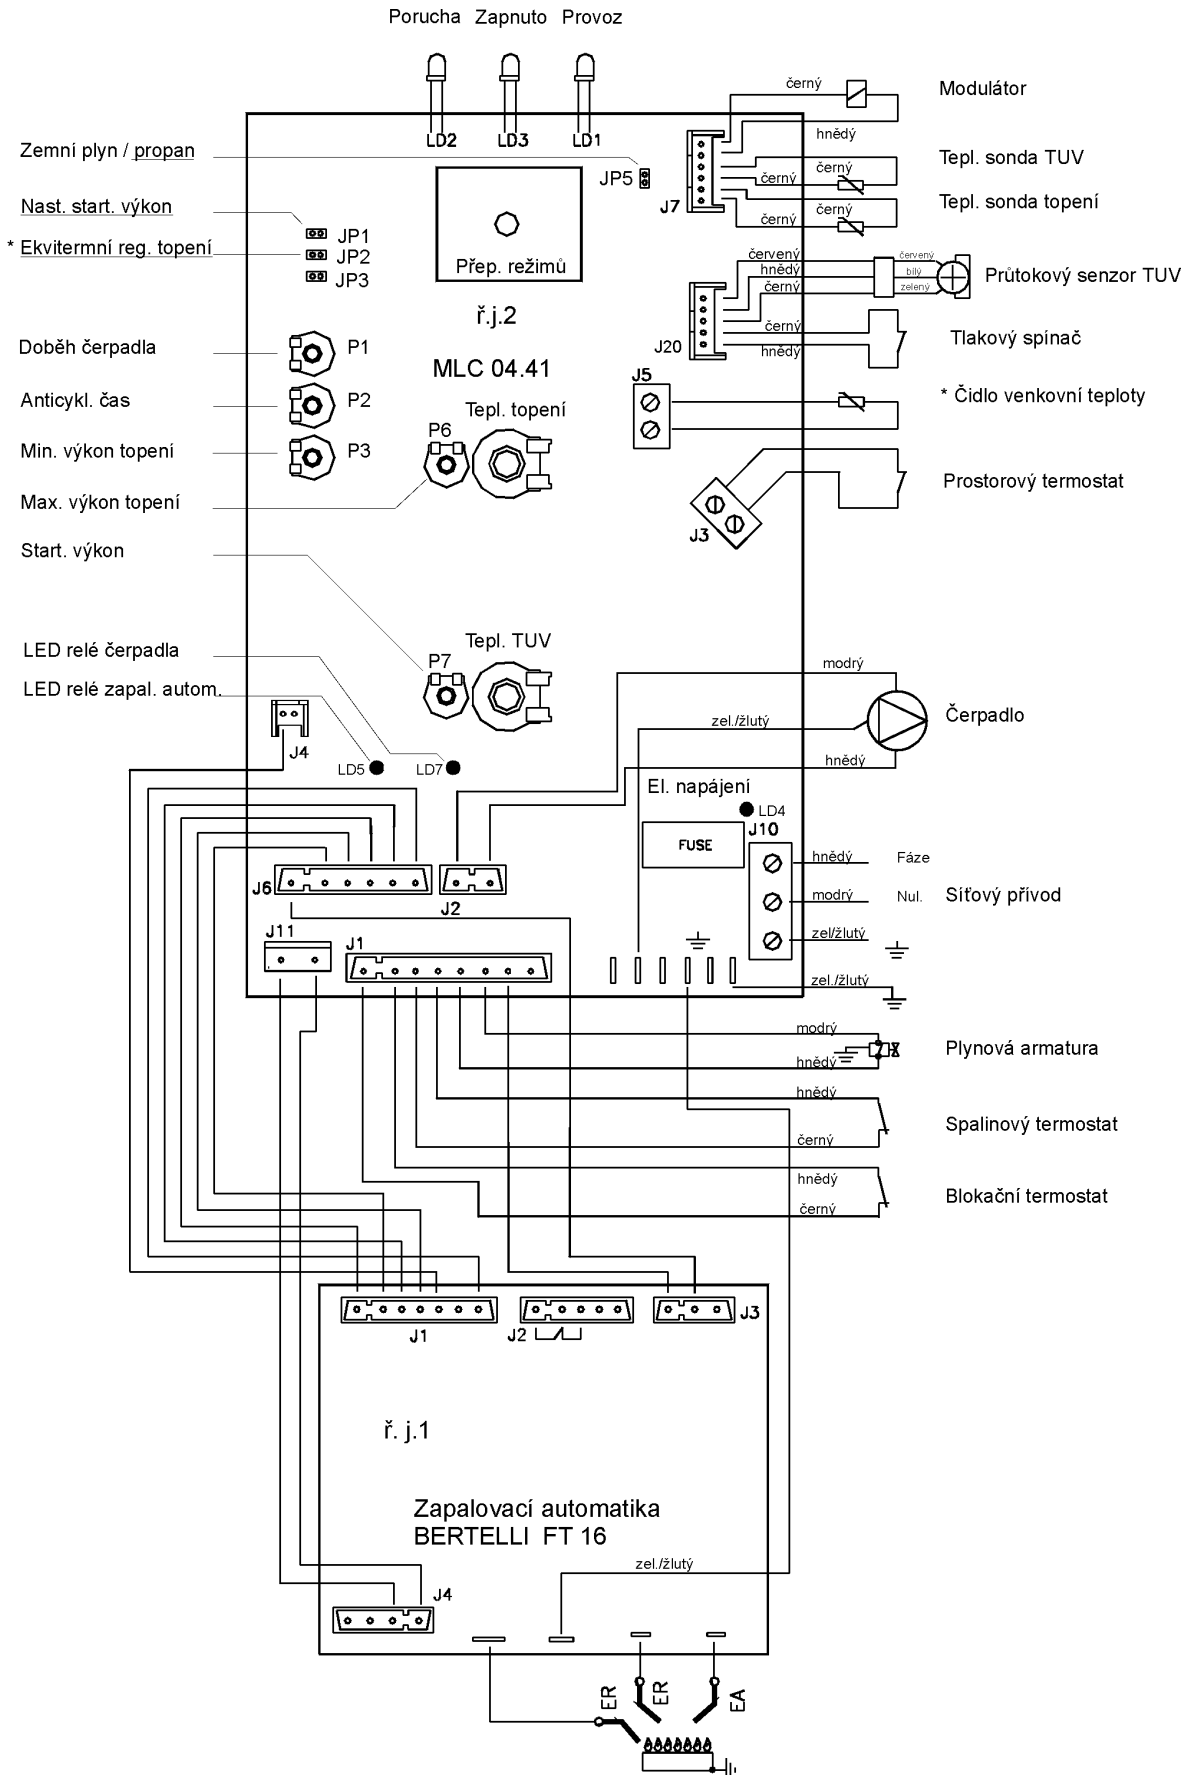 Porucha Zapnuto Provoz
LD2 LD3 LD1
černý
Modulátor
hnědý
Zemní plyn / propan
JP5
J7
černý
Tepl. sonda TUV
černý
Nast. start. výkon
černý
Tepl. sonda topení
černý
JP1
* Ekvitermní reg. topení
JP2
JP3
Přep. režimů
ř.j.2
MLC 04.41
červený
hnědý
černý
červený
bílý
zelený
Průtokový senzor TUV
J20
černý
hnědý
Tlakový spínač
Doběh čerpadla
P1
J5
* Čidlo venkovní teploty
Anticykl. čas
P2
Tepl. topení
P6
Min. výkon topení
P3
Prostorový termostat
J3
Max. výkon topení
Start. výkon
Tepl. TUV
P7
LED relé čerpadla
LED relé zapal. autom.
modrý
zel./žlutý
Čerpadlo
hnědý
J4
LD5
LD7
El. napájení
LD4
FUSE
J10
hnědý
Fáze
modrý
Nul.
Síťový přívod
zel/žlutý
zel./žlutý
J6
J2
J11
J1
modrý
Plynová armatura
hnědý
hnědý
Spalinový termostat
černý
hnědý
Blokační termostat
černý
J1
J2
J3
ř. j.1
Zapalovací automatika
BERTELLI FT 16
zel./žlutý
J4
ER
ER
EA